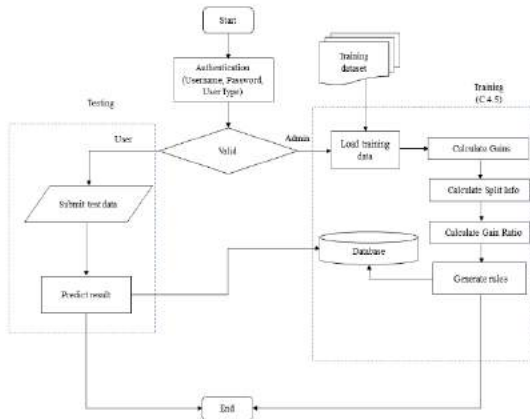 Start
Authentication
(Username, Password,
User Type)
Training
dataset
Testing
Training
(C 4.5)
User
Valid
Admin
Load training
data
Calculate Gains
Submit test data
Calculate Split Info
Calculate Gain Ratio
Database
Predict result
Generate rules
End